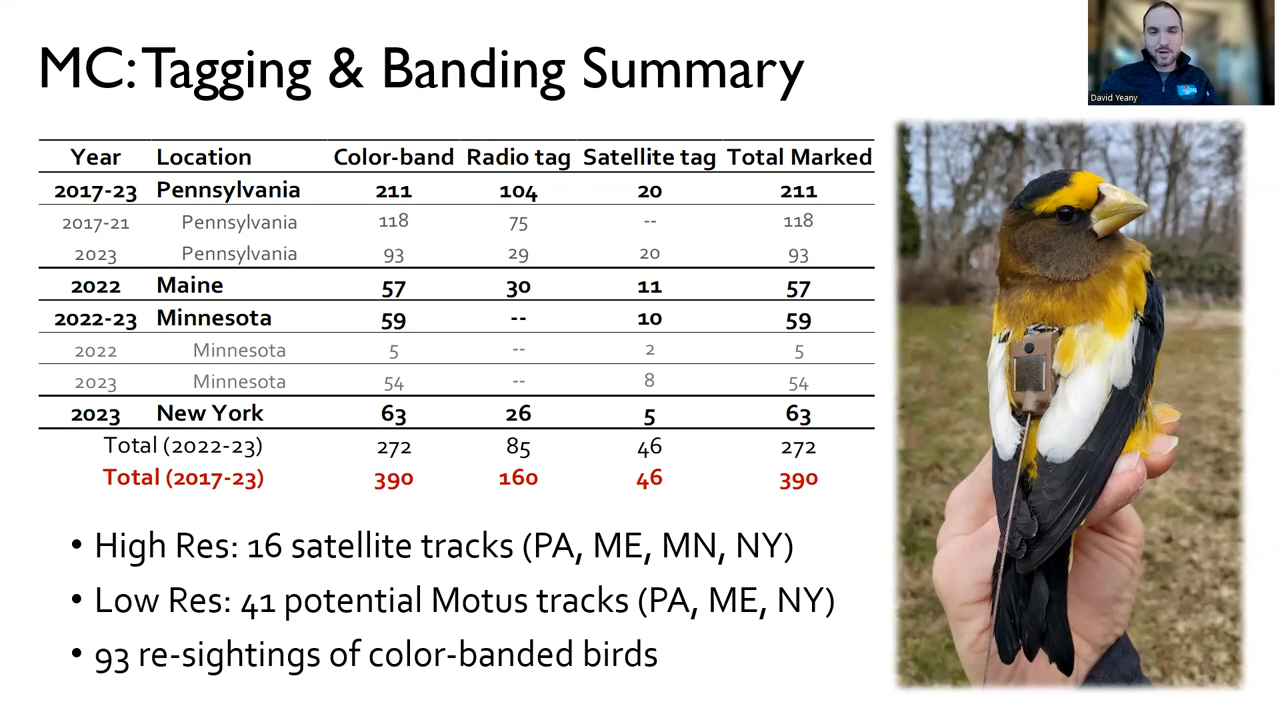 MC: Tagging & Banding Summary
David Yeany
Year Location Color-band Radio tag Satellite tag Total Marked
2017-23 Pennsylvania 211 104 20 211
2017-21 Pennsylvania 118 75 -- 118
2023 Pennsylvania 93 29 20 93
2022 Maine 57 30 11 57
2022-23 Minnesota 59 -- 10 59
2022 Minnesota 5 -- 2 5
2023 Minnesota 54 -- 8 54
2023 New York 63 26 5 63
Total (2022-23) 272 85 46 272
Total (2017-23) 390 160 46 390
• High Res: 16 satellite tracks (PA, ME, MN, NY)
• Low Res: 41 potential Motus tracks (PA, ME, NY)
• 93 re-sightings of color-banded birds